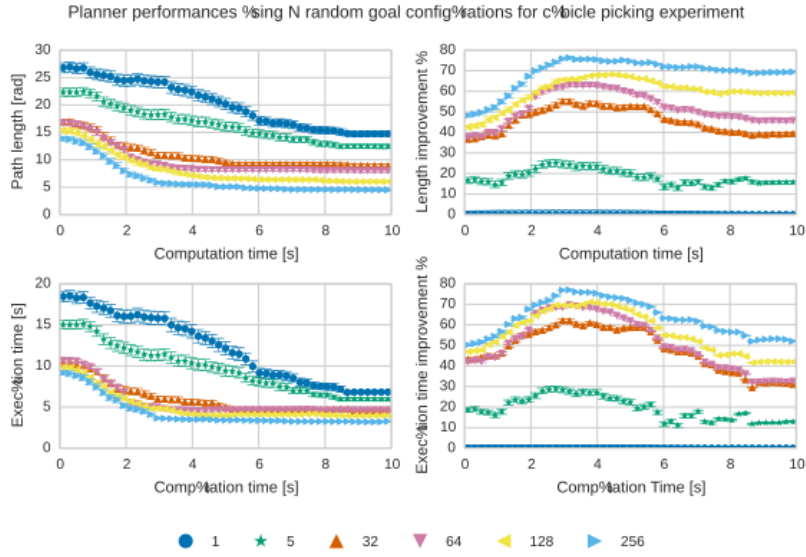 Planner performances %sing N random goal config%rations for c%bicle picking experiment
30
25
20
15
10
5
0
Path length [rad]
0 2 4 6 8 10
Computation time [s]
80
70
60
50
40
30
20
10
0
Length improvement %
0 2 4 6 8 10
Computation time [s]
20
15
10
5
0
Exec%tion time [s]
0 2 4 6 8 10
Comp%tation time [s]
80
70
60
50
40
30
20
10
0
Exec%tion time improvement %
0 2 4 6 8 10
Comp%tation Time [s]
1 5 32 64 128 256